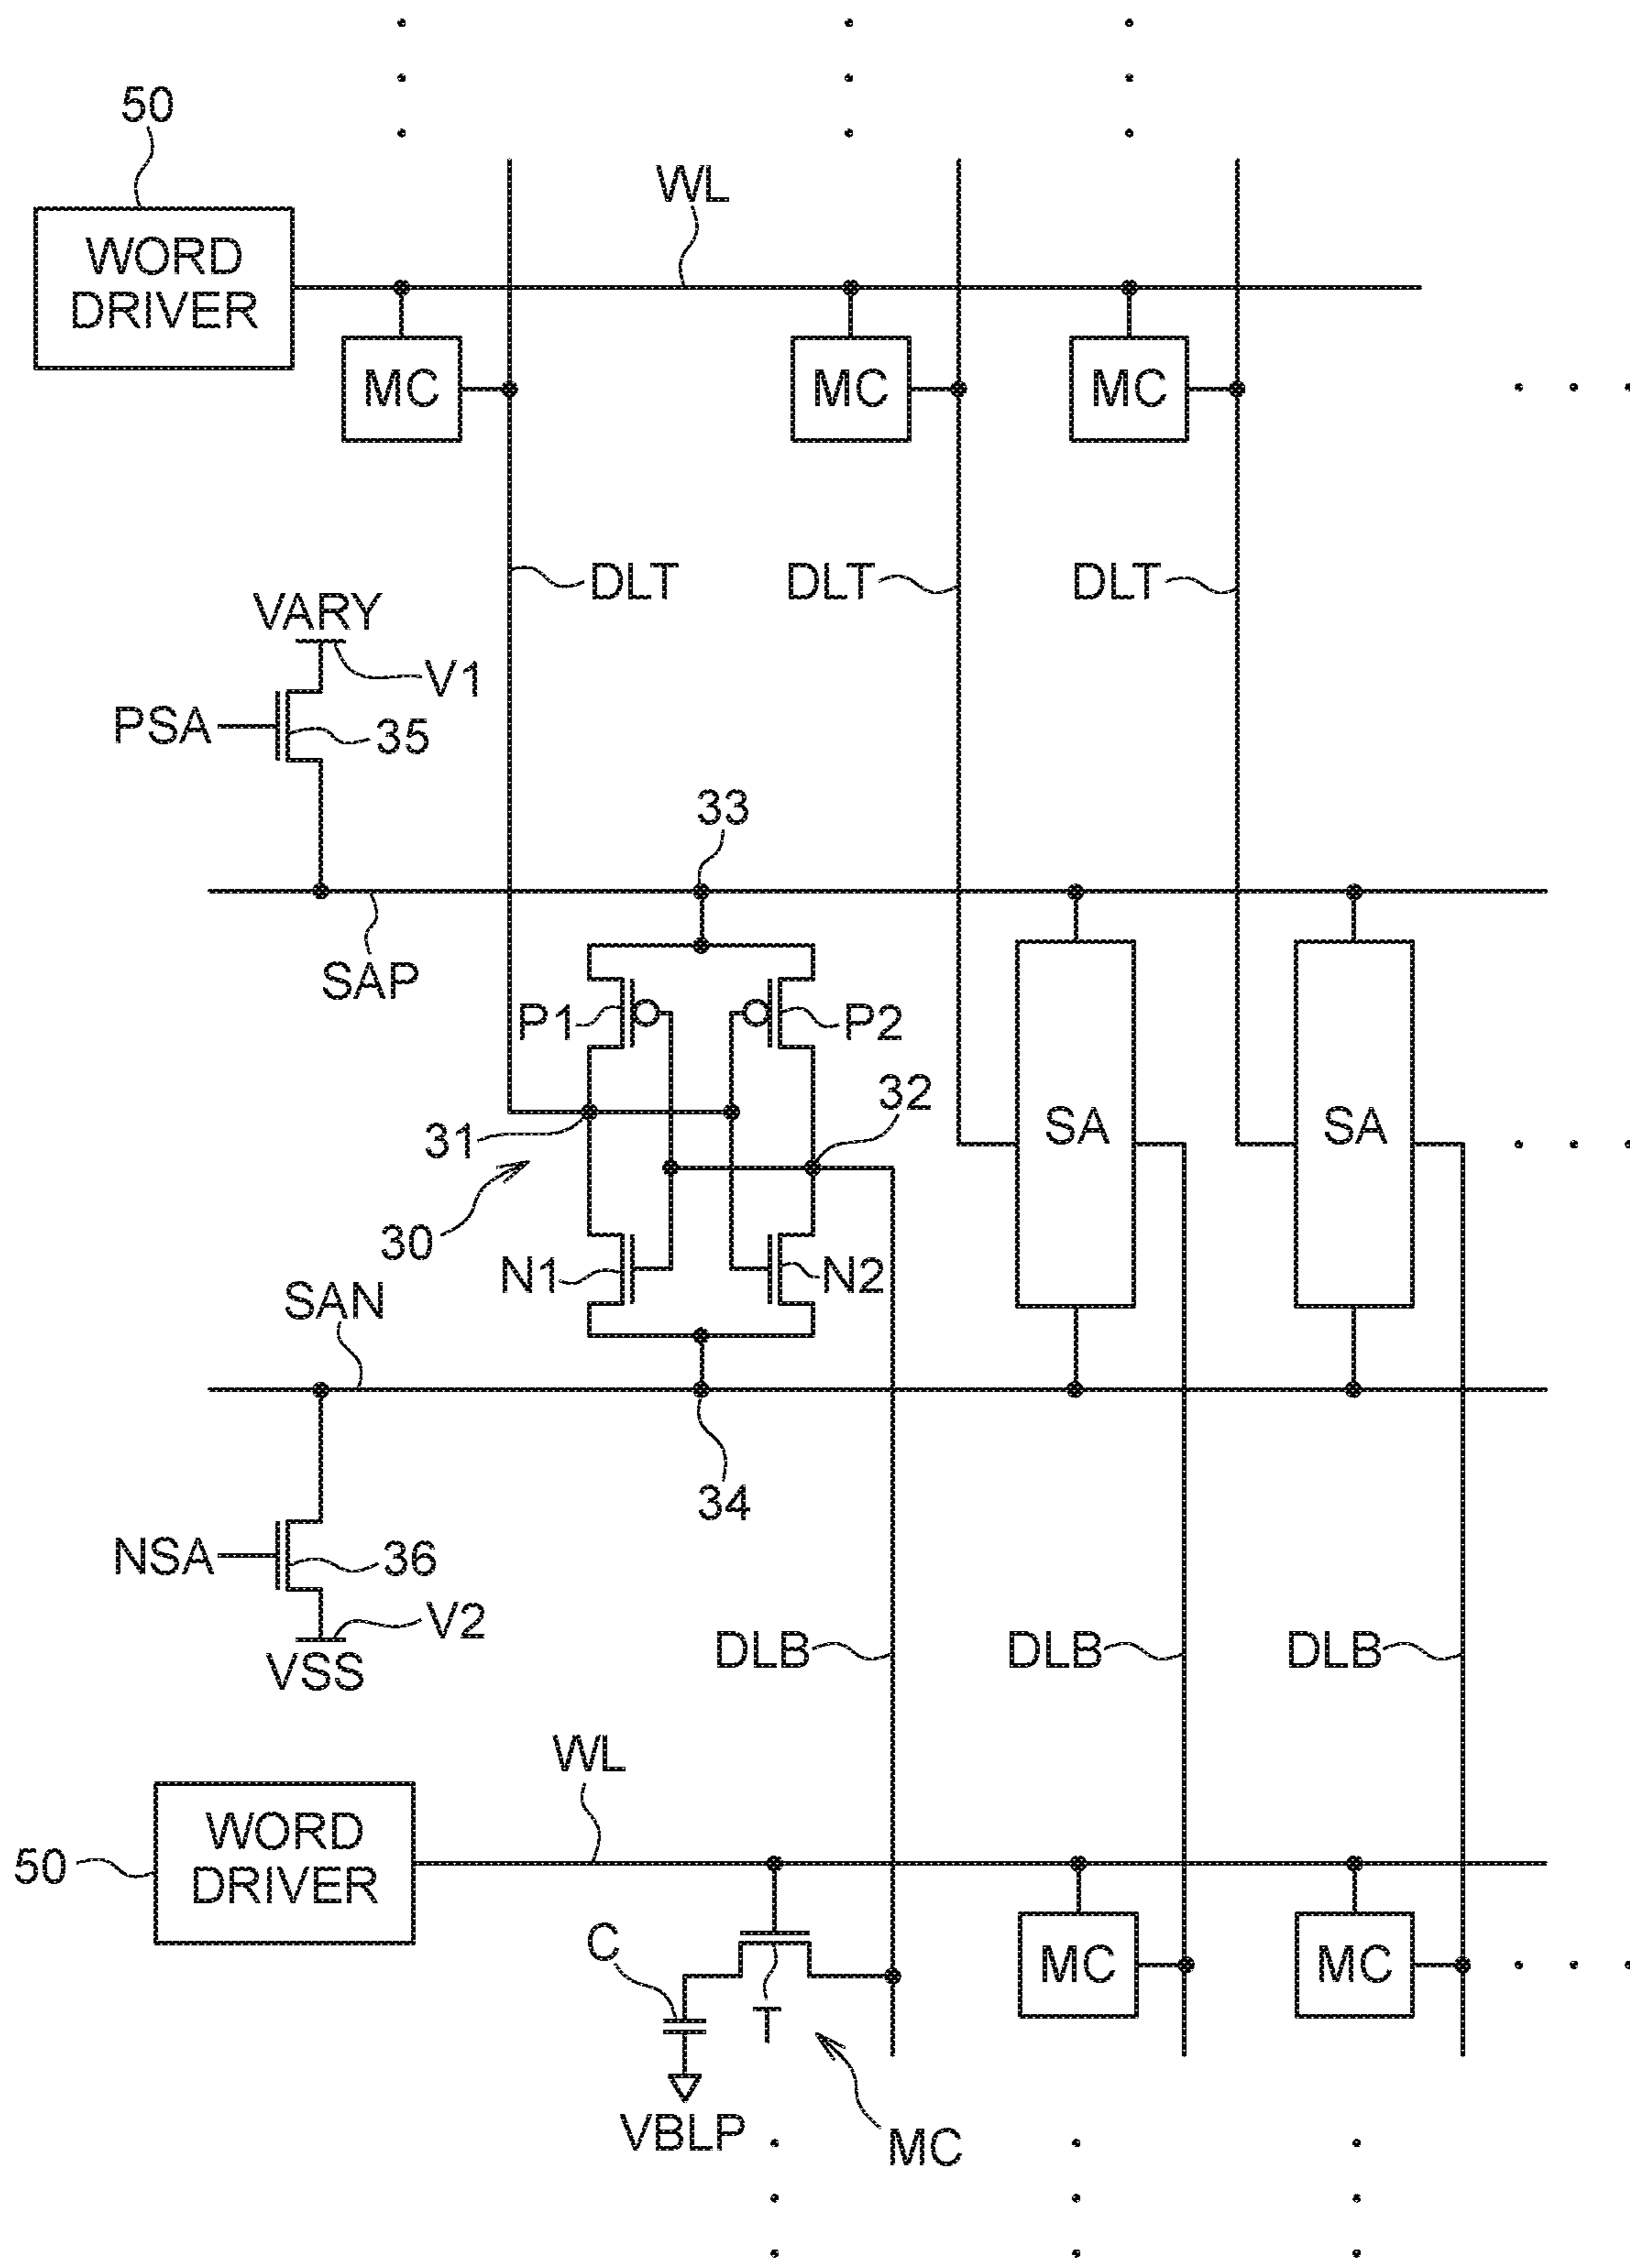 50
WL
WORD
DRIVER
MC
MC
MC
DLT
DLT
DLT
VARY
V1
PSA
35
33
SAP
P1
P2
32
31
SA
SA
30
N1
N2
SAN
34
NSA
36
V2
VSS
DLB
DLB
DLB
WL
50
WORD
DRIVER
C
T
MC
MC
VBLP
MC